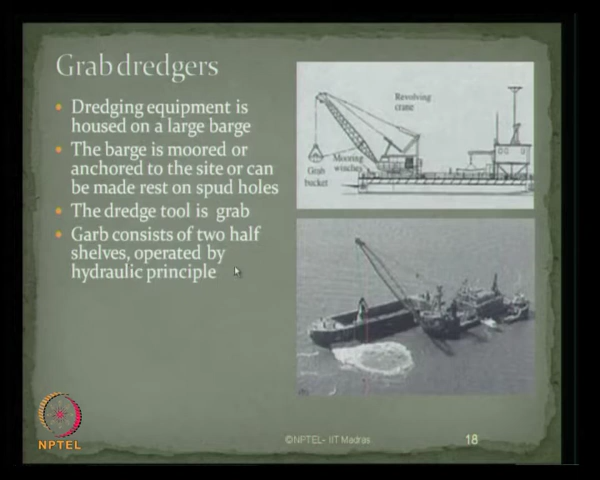 Grab dredgers
Dredging equipment is
housed on a large barge
The barge is moored or
anchored to the site or can
be made rest on spud holes
The dredge tool is grab
Garb consists of two half
shelves, operated by
hydraulic principle
Revolving
crane
Mooring
winches
Grab
bucket
NPTEL
©NPTEL- IIT Madras
18